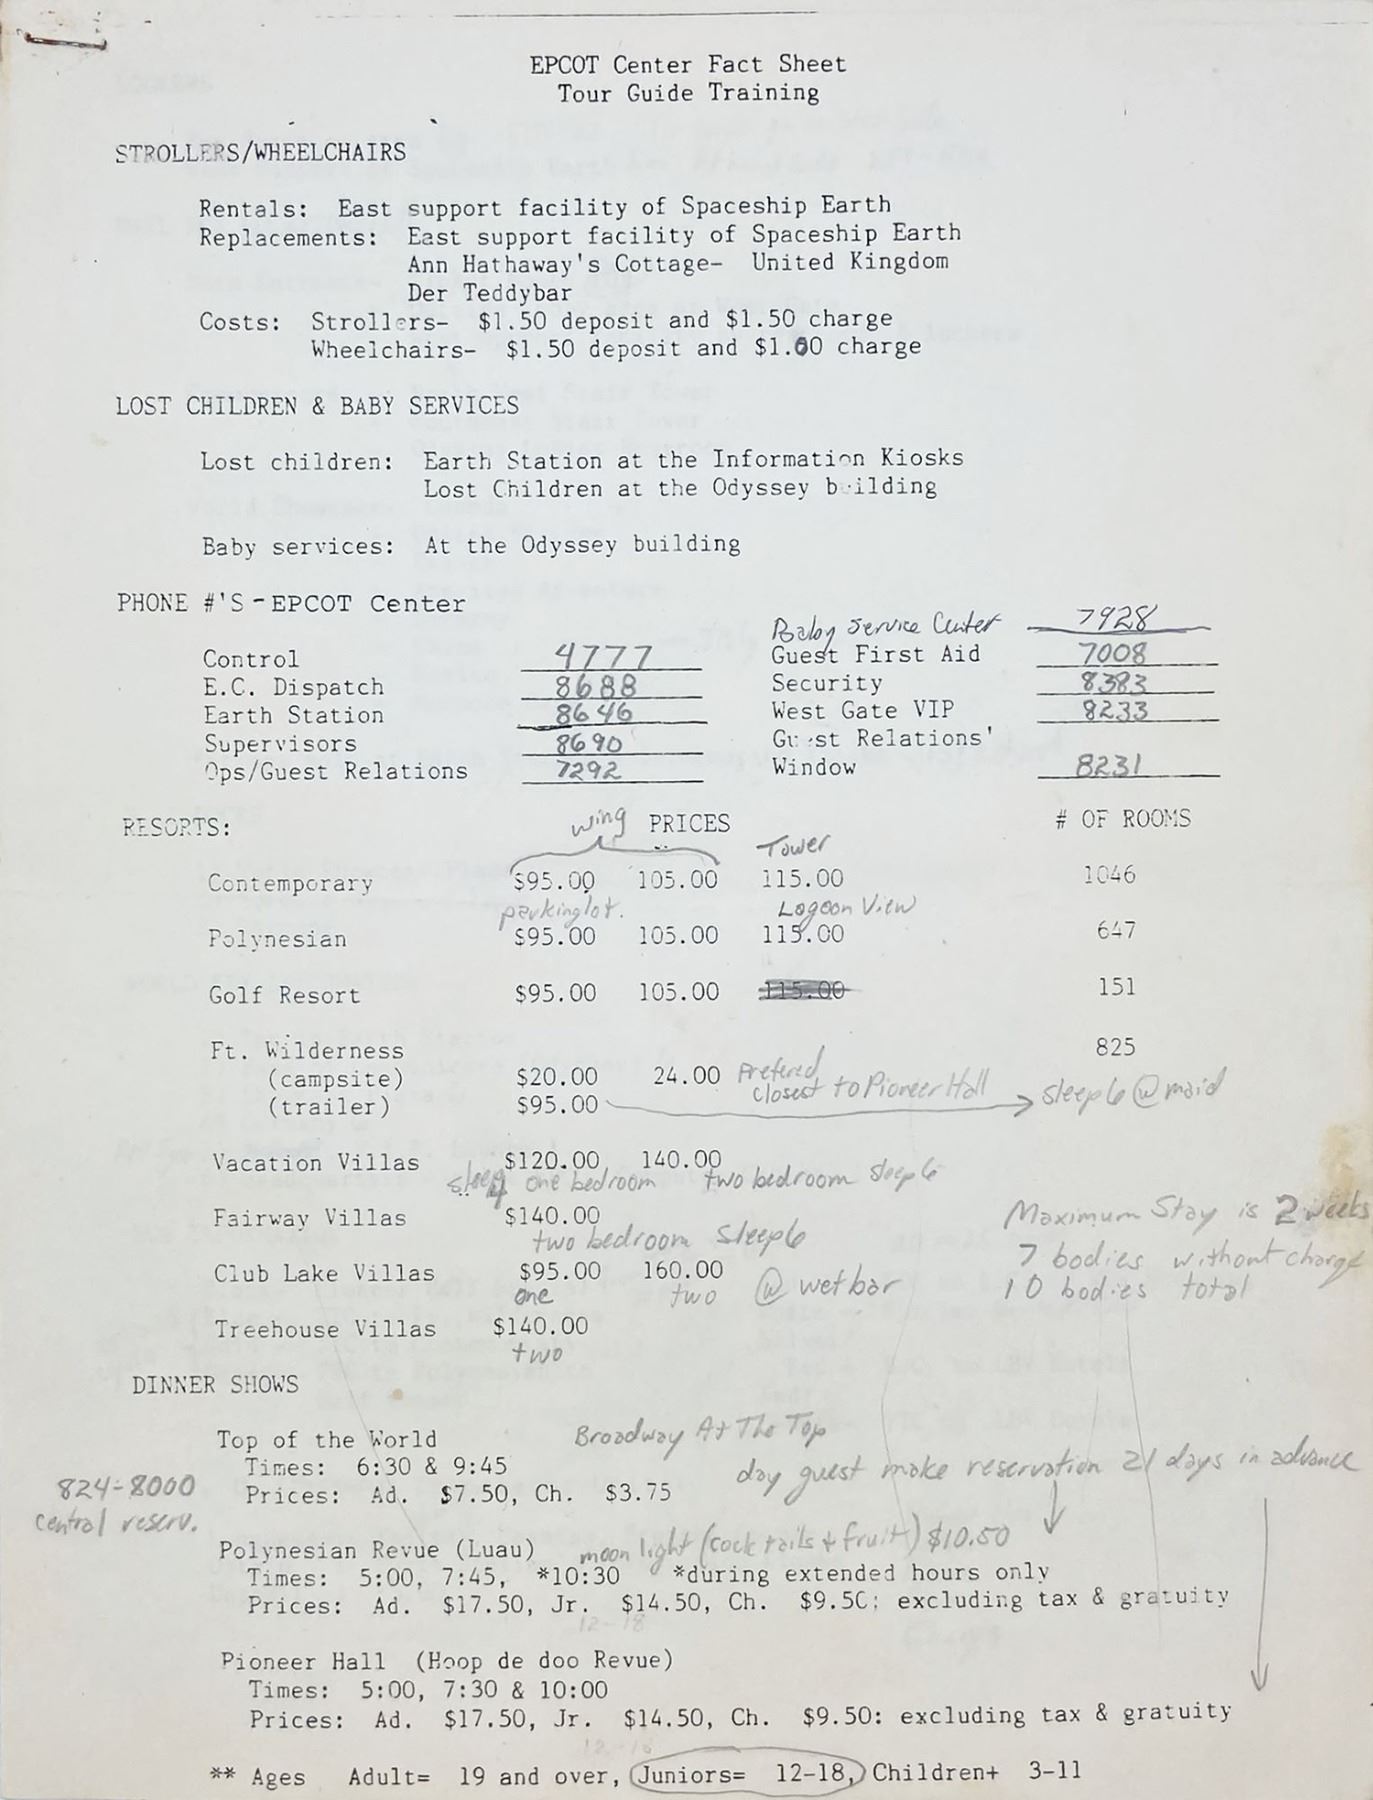 EPCOT Center Fact Sheet
Tour Guide Training
STROLLERS/WHEELCHAIRS
Rentals: East support facility of Spaceship Earth
Replacements: East support facility of Spaceship Earth
Ann Hathaway's Cottage- United Kingdom
Der Teddybar
Costs: Strollers- $1.50 deposit and $1.50 charge
Wheelchairs- $1.50 deposit and $1.00 charge
LOST CHILDREN & BABY SERVICES
Lost children: Earth Station at the Information Kiosks
Lost Children at the Odyssey building
Baby services: At the Odyssey building
PHONE #'S - EPCOT Center
Baby Service Center 7928
Control 4777 Guest First Aid 7008
E.C. Dispatch 8688 Security 8383
Earth Station 8646 West Gate VIP 8233
Supervisors 8690 Guest Relations'
Ops/Guest Relations 7292 Window 8231
RESORTS: wing PRICES # OF ROOMS
Tower
Contemporary $95.00 105.00 115.00 1046
parking lot. Lagoon View
Polynesian $95.00 105.00 115.00 647
Golf Resort $95.00 105.00 115.00 151
Ft. Wilderness 825
(campsite) $20.00 24.00 Prefered closest to Pioneer Hall
(trailer) $95.00 sleep 6 @ maid
Vacation Villas $120.00 140.00
sleep 4 one bedroom two bedroom sleep 6
Fairway Villas $140.00 Maximum Stay is 2 weeks
two bedroom sleep 6 7 bodies without charge
Club Lake Villas $95.00 160.00 @ wetbar 10 bodies total
one two
Treehouse Villas $140.00
two
DINNER SHOWS
Top of the World Broadway At The Top
Times: 6:30 & 9:45 day guest make reservation 21 days in advance
824-8000 Prices: Ad. $7.50, Ch. $3.75
central reserv.
Polynesian Revue (Luau) moon light (cocktails + fruit) $10.50
Times: 5:00, 7:45, *10:30 *during extended hours only
Prices: Ad. $17.50, Jr. $14.50, Ch. $9.50; excluding tax & gratuity
12-18
Pioneer Hall (Hoop de doo Revue)
Times: 5:00, 7:30 & 10:00
Prices: Ad. $17.50, Jr. $14.50, Ch. $9.50: excluding tax & gratuity
12-18
** Ages Adult= 19 and over, Juniors= 12-18, Children+ 3-11